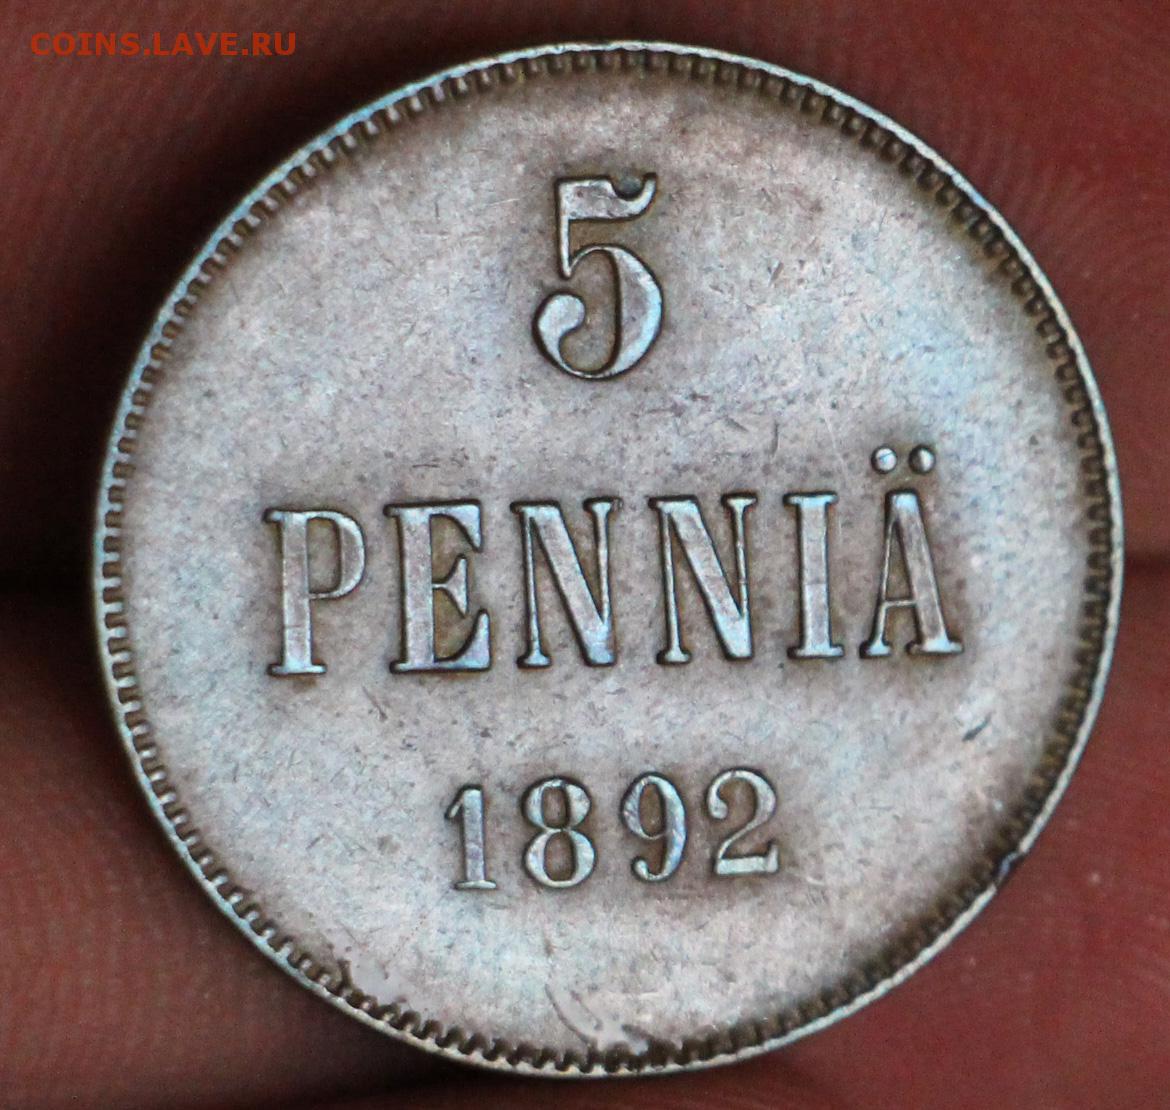 COINS.LAVE.RU
5
PENNIÄ
1892